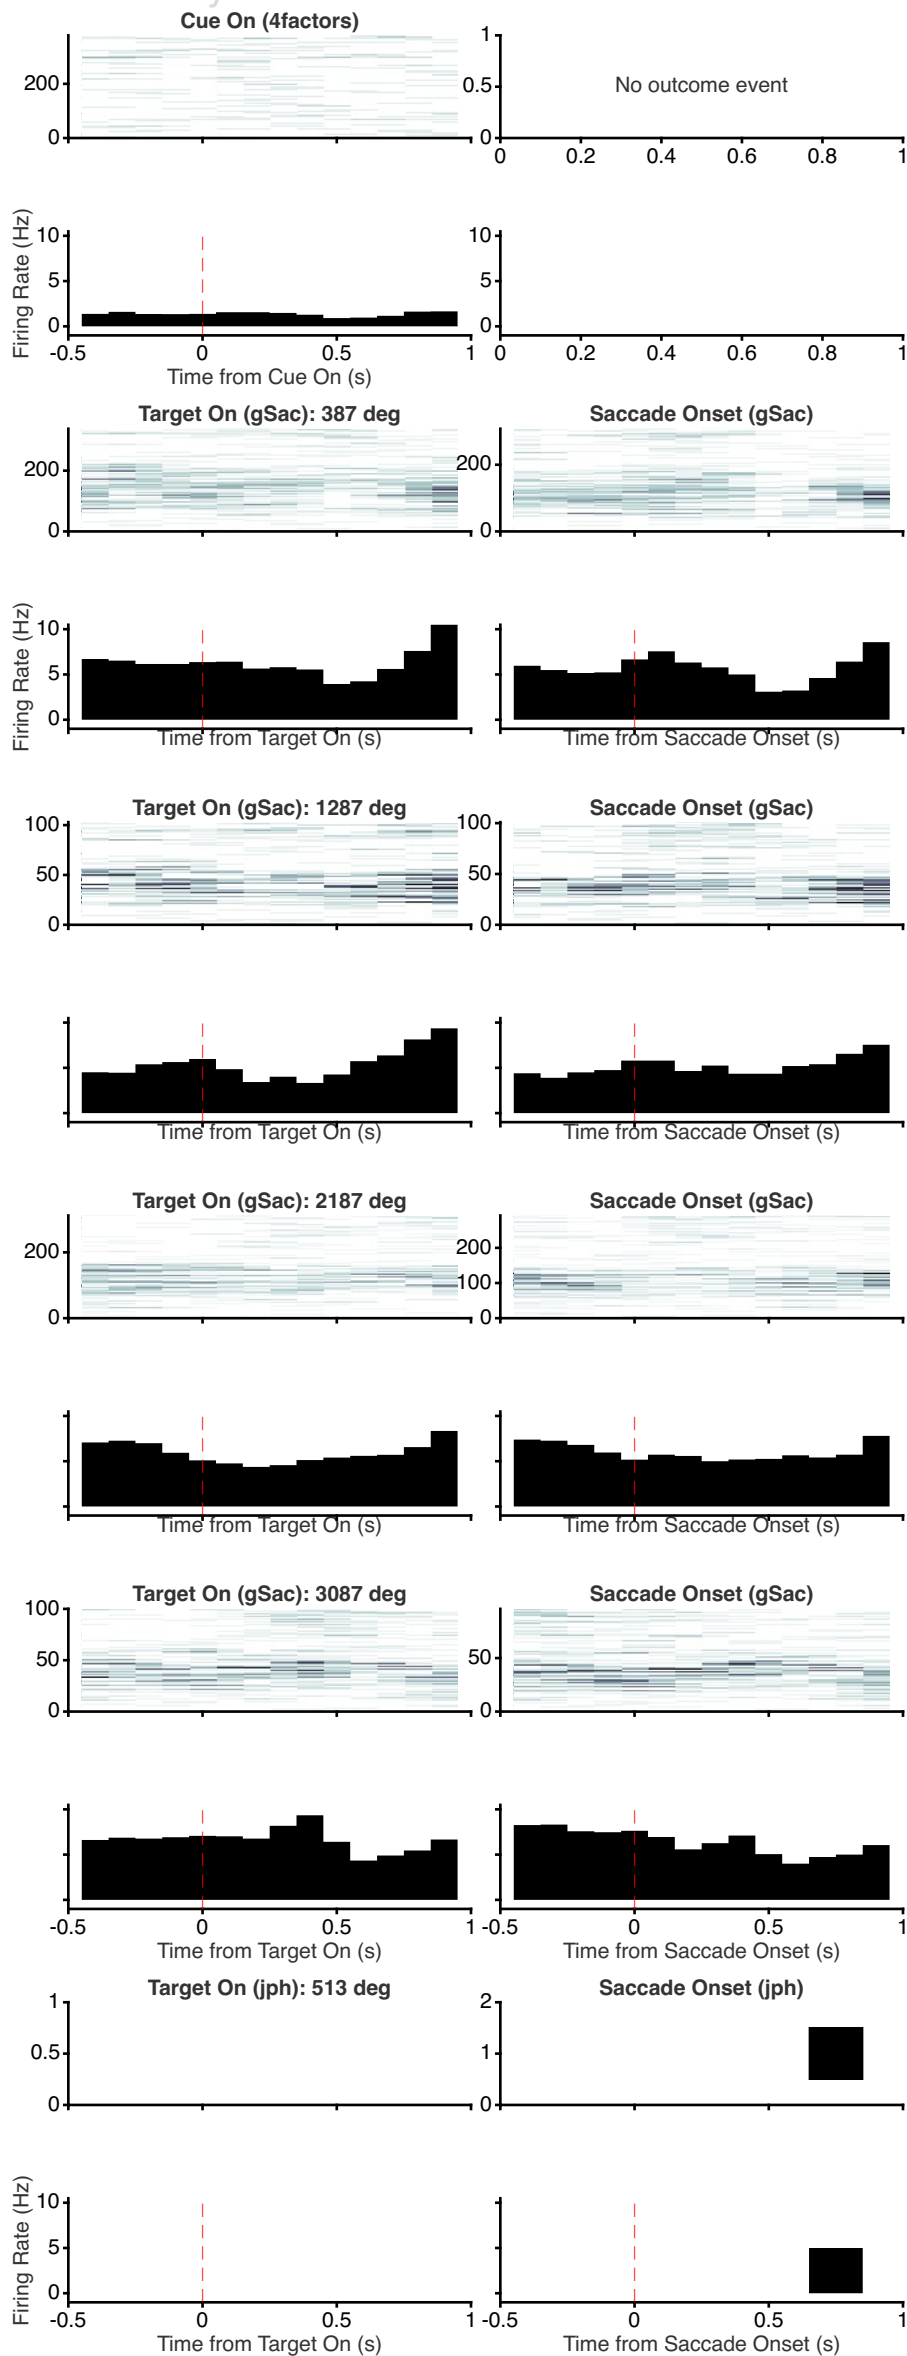 Cue On (4factors)
200
0
1
0.5
0
No outcome event
0 0.2 0.4 0.6 0.8 1
Firing Rate (Hz)
10
5
0
-0.5 0 0.5 1
Time from Cue On (s)
10
5
0
0 0.2 0.4 0.6 0.8 1
Target On (gSac): 387 deg
200
0
Saccade Onset (gSac)
200
0
Firing Rate (Hz)
10
5
0
Time from Target On (s)
Time from Saccade Onset (s)
Target On (gSac): 1287 deg
100
50
0
Saccade Onset (gSac)
100
50
0
Time from Target On (s)
Time from Saccade Onset (s)
Target On (gSac): 2187 deg
200
0
Saccade Onset (gSac)
200
100
0
Time from Target On (s)
Time from Saccade Onset (s)
Target On (gSac): 3087 deg
100
50
0
Saccade Onset (gSac)
50
0
-0.5 0 0.5 1
Time from Target On (s)
-0.5 0 0.5 1
Time from Saccade Onset (s)
Target On (jph): 513 deg
1
0.5
0
Saccade Onset (jph)
2
1
0
Firing Rate (Hz)
10
5
0
-0.5 0 0.5 1
Time from Target On (s)
-0.5 0 0.5 1
Time from Saccade Onset (s)